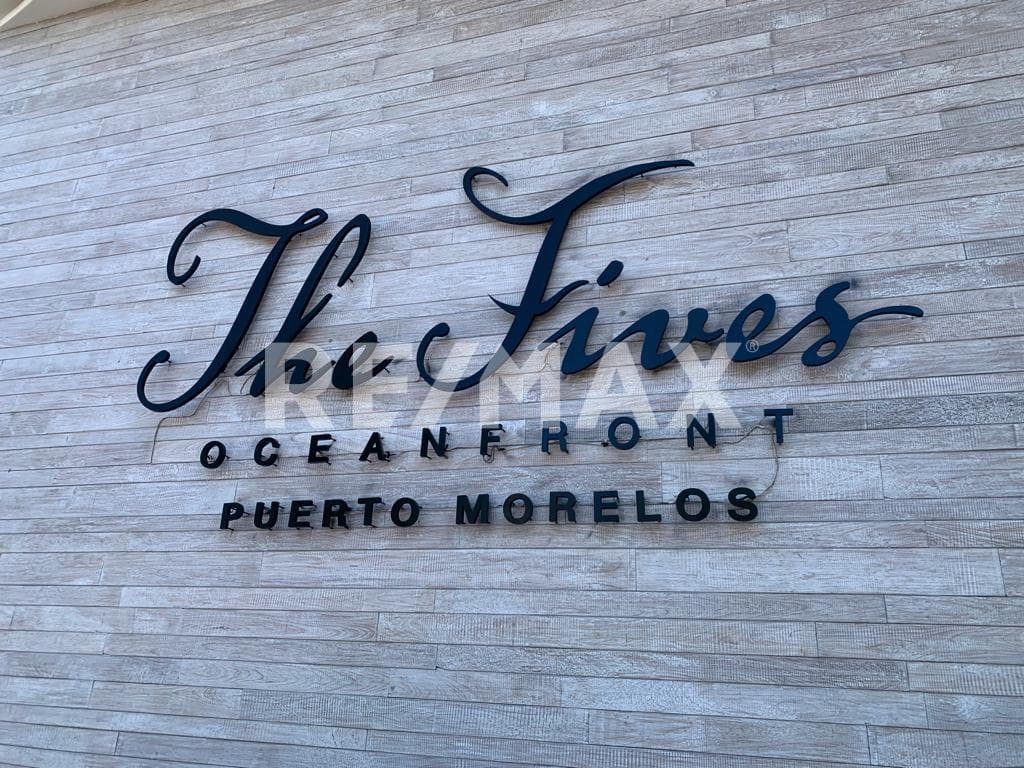 The Fives
RE/MAX®
OCEANFRONT
PUERTO MORELOS